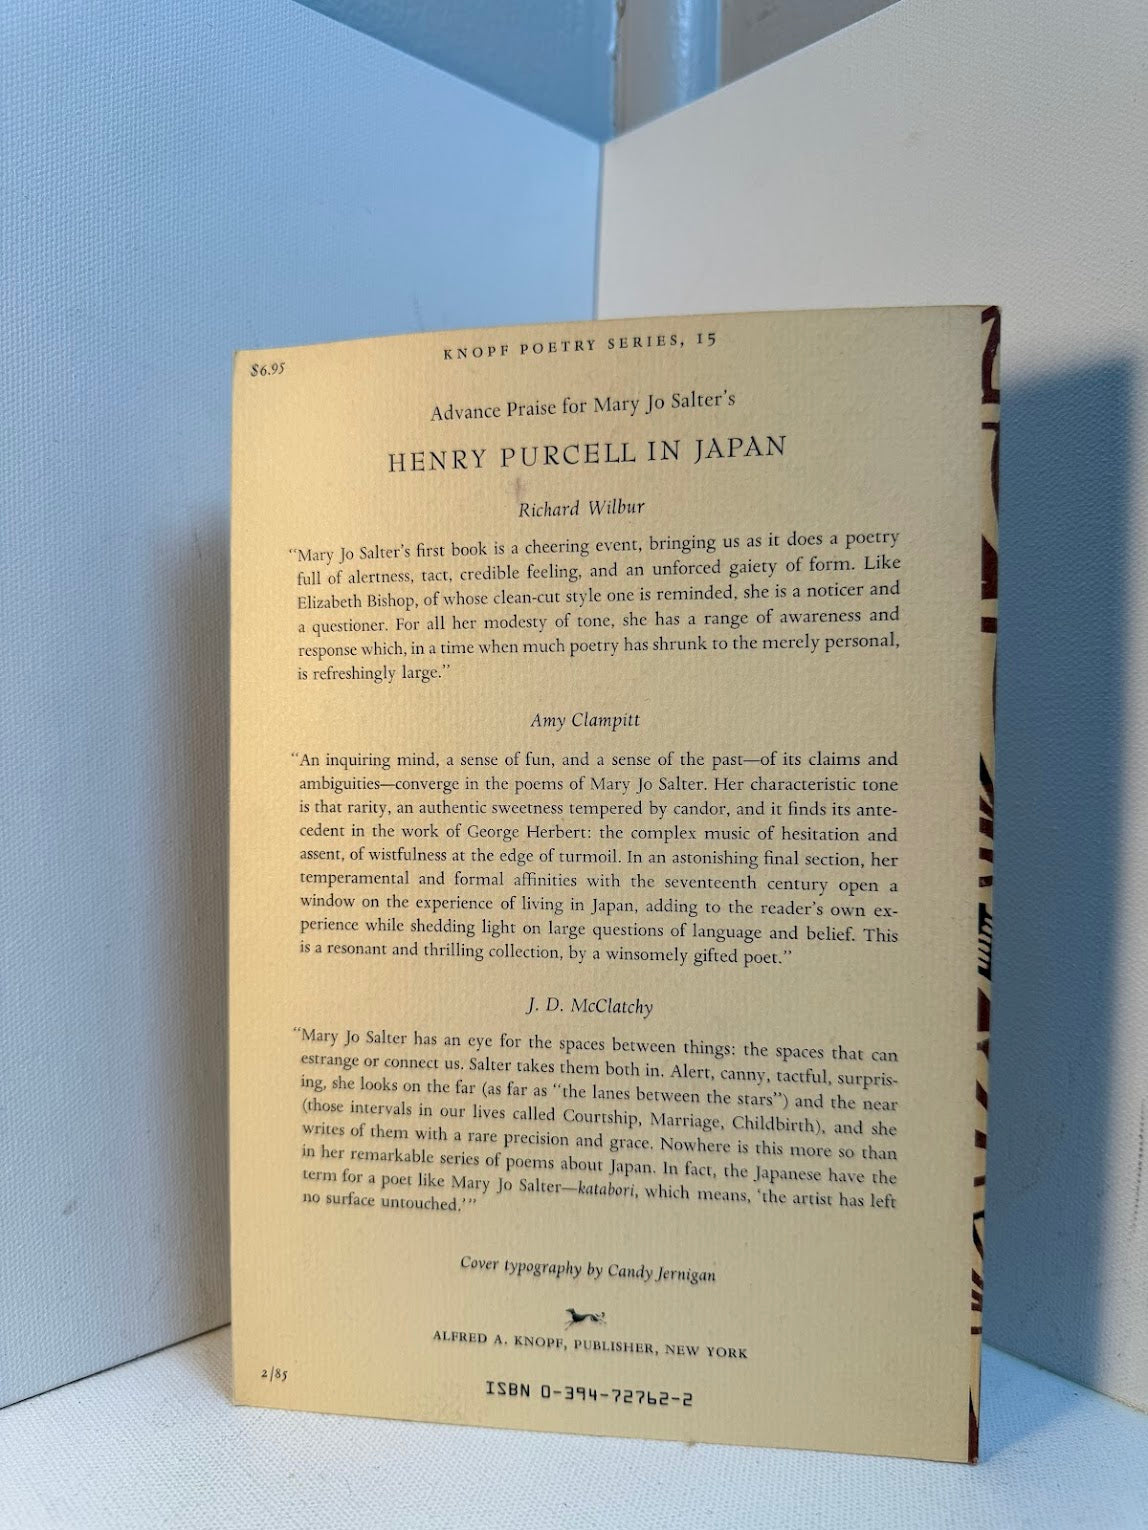 $6.95
KNOPF POETRY SERIES, 15
Advance Praise for Mary Jo Salter's
HENRY PURCELL IN JAPAN
Richard Wilbur
“Mary Jo Salter's first book is a cheering event, bringing us as it does a poetry
full of alertness, tact, credible feeling, and an unforced gaiety of form. Like
Elizabeth Bishop, of whose clean-cut style one is reminded, she is a noticer and
a questioner. For all her modesty of tone, she has a range of awareness and
response which, in a time when much poetry has shrunk to the merely personal,
is refreshingly large.”
Amy Clampitt
“An inquiring mind, a sense of fun, and a sense of the past—of its claims and
ambiguities—converge in the poems of Mary Jo Salter. Her characteristic tone
is that rarity, an authentic sweetness tempered by candor, and it finds its ante-
cedent in the work of George Herbert: the complex music of hesitation and
assent, of wistfulness at the edge of turmoil. In an astonishing final section, her
temperamental and formal affinities with the seventeenth century open a
window on the experience of living in Japan, adding to the reader's own ex-
perience while shedding light on large questions of language and belief. This
is a resonant and thrilling collection, by a winsomely gifted poet.”
J. D. McClatchy
“Mary Jo Salter has an eye for the spaces between things: the spaces that can
estrange or connect us. Salter takes them both in. Alert, canny, tactful, surpris-
ing, she looks on the far (as far as “the lanes between the stars”) and the near
(those intervals in our lives called Courtship, Marriage, Childbirth), and she
writes of them with a rare precision and grace. Nowhere is this more so than
in her remarkable series of poems about Japan. In fact, the Japanese have the
term for a poet like Mary Jo Salter—katabori, which means, ‘the artist has left
no surface untouched.’”
Cover typography by Candy Jernigan
ALFRED A. KNOPF, PUBLISHER, NEW YORK
2/85
ISBN 0-394-72762-2